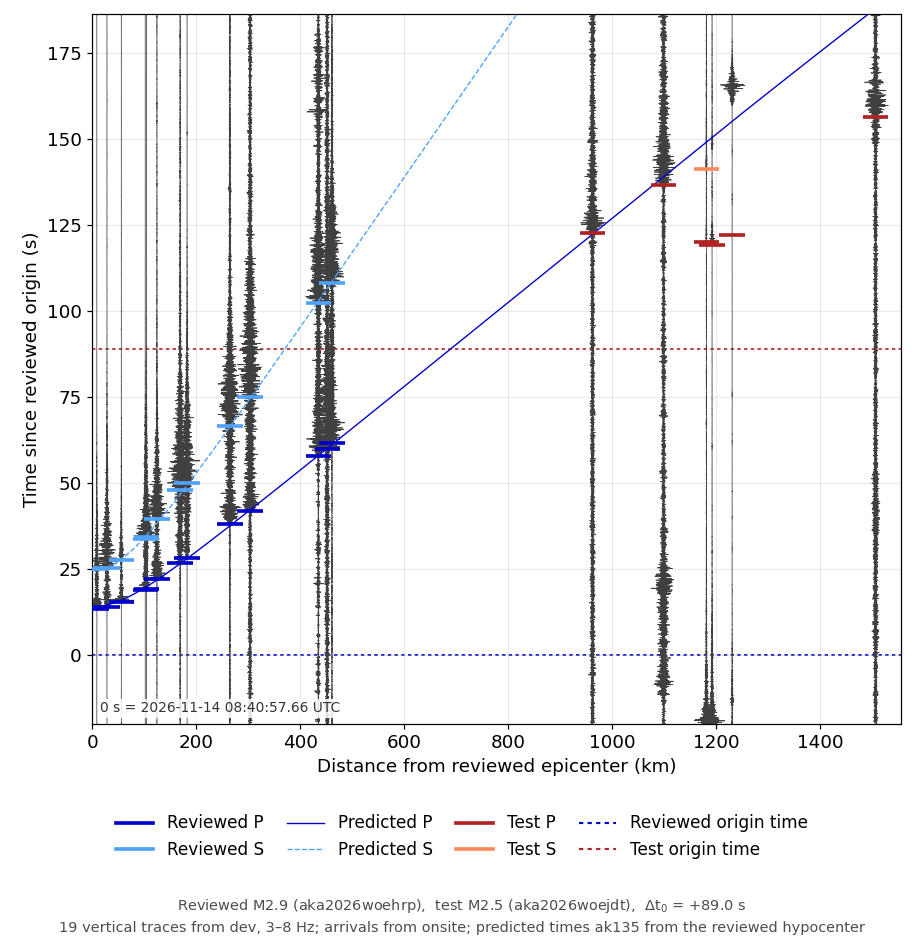 175
150
125
100
75
50
25
0
Time since reviewed origin (s)
0 s = 2026-11-14 08:40:57.66 UTC
0 200 400 600 800 1000 1200 1400
Distance from reviewed epicenter (km)
Reviewed P Predicted P Test P Reviewed origin time
Reviewed S Predicted S Test S Test origin time
Reviewed M2.9 (aka2026woehrp), test M2.5 (aka2026woejdt), Δt₀ = +89.0 s
19 vertical traces from dev, 3–8 Hz; arrivals from onsite; predicted times ak135 from the reviewed hypocenter